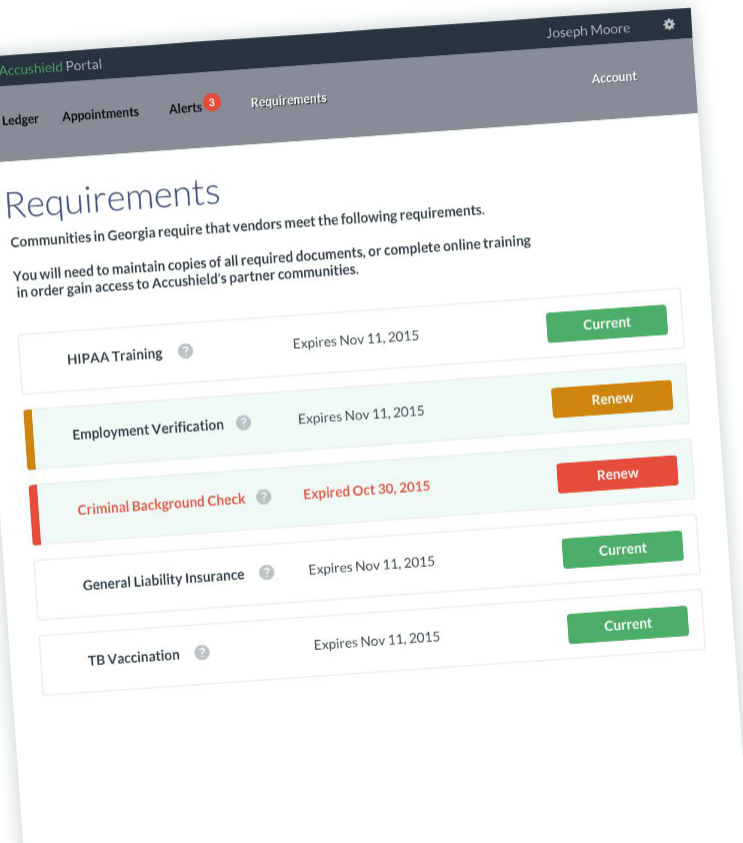 Accushield Portal
Joseph Moore
Ledger Appointments Alerts 3 Requirements Account
Requirements
Communities in Georgia require that vendors meet the following requirements.
You will need to maintain copies of all required documents, or complete online training
in order gain access to Accushield's partner communities.
HIPAA Training ? Expires Nov 11, 2015 Current
Employment Verification ? Expires Nov 11, 2015 Renew
Criminal Background Check ? Expired Oct 30, 2015 Renew
General Liability Insurance ? Expires Nov 11, 2015 Current
TB Vaccination ? Expires Nov 11, 2015 Current